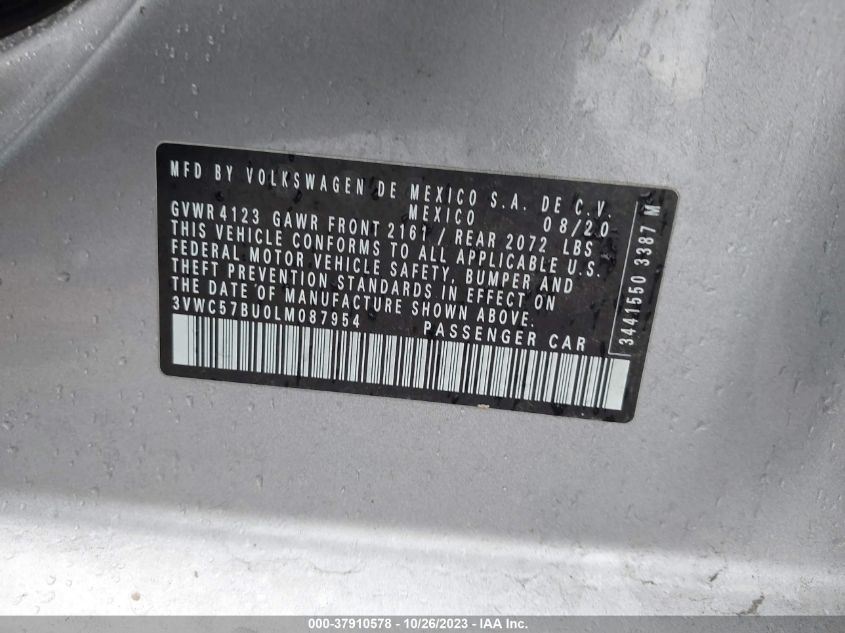 MFD BY VOLKSWAGEN DE MEXICO S.A. DE C.V.
MEXICO 08/20
GVWR 4123 GAWR FRONT 2161 / REAR 2072 LBS
THIS VEHICLE CONFORMS TO ALL APPLICABLE U.S.
FEDERAL MOTOR VEHICLE SAFETY, BUMPER AND
THEFT PREVENTION STANDARDS IN EFFECT ON
THE DATE OF MANUFACTURE SHOWN ABOVE.
3VWC57BU0LM087954 PASSENGER CAR
3441550 3387 M
000-37910578 - 10/26/2023 - IAA Inc.